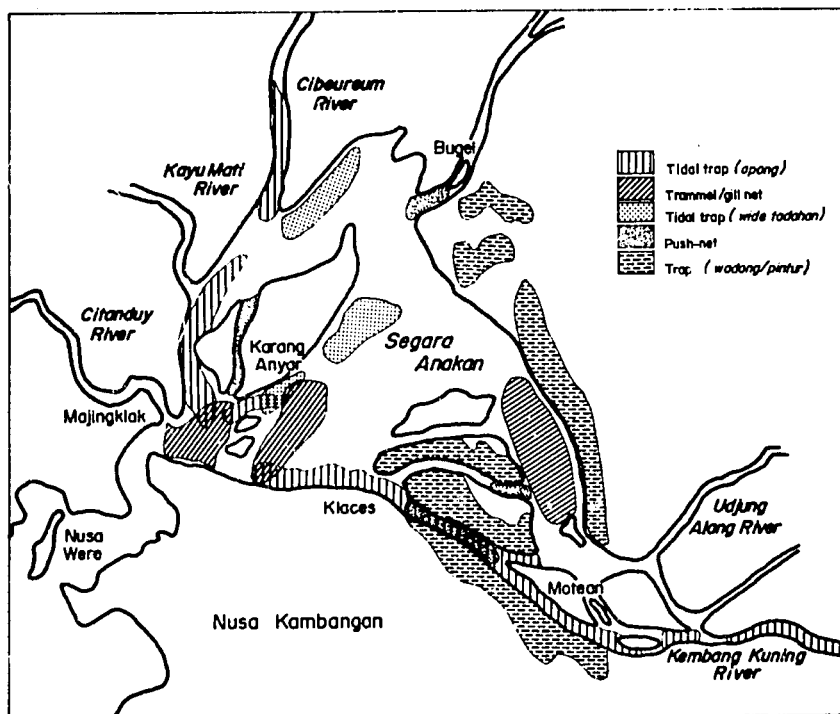 Cibeureum
River
Bugei
Kayu Mati
River
Tidal trap (apong)
Trammel/gill net
Tidal trap (wide tadahan)
Push-net
Trap (wadong/pintur)
Citanduy
River
Karang
Anyar
Segara
Anakan
Majingklak
Klaces
Udjung
Alang River
Nusa
Were
Motean
Nusa Kambangan
Kembang Kuning
River